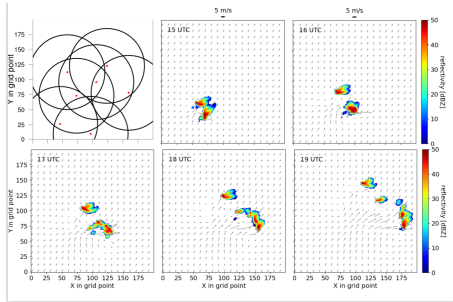 5 m/s
5 m/s
15 UTC
16 UTC
175
150
125
100
75
50
25
0
Y in grid point
50
40
30
20
10
0
reflectivity [DBZ]
17 UTC
18 UTC
19 UTC
175
150
125
100
75
50
25
0
Y in grid point
50
40
30
20
10
0
reflectivity [DBZ]
0 25 50 75 100 125 150 175
0 25 50 75 100 125 150 175
0 25 50 75 100 125 150 175
X in grid point
X in grid point
X in grid point